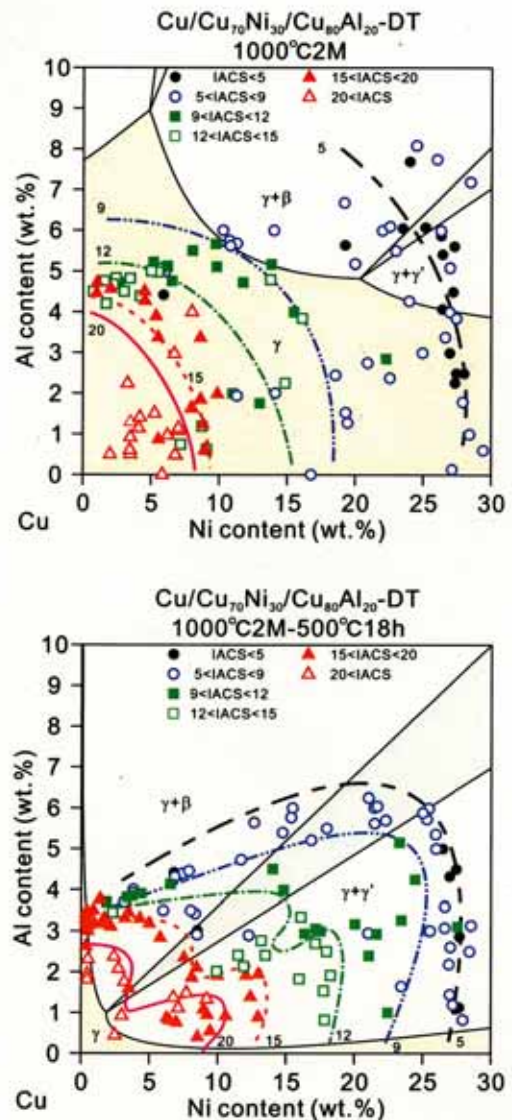 Cu/Cu₇₀Ni₃₀/Cu₈₀Al₂₀-DT
1000°C2M
IACS<5
15<IACS<20
5<IACS<9
20<IACS
9<IACS<12
12<IACS<15
10
9
8
7
6
5
4
3
2
1
0
Al content (wt.%)
5
γ+β
9
12
γ+γ'
γ
20
15
0
5
10
15
20
25
30
Cu
Ni content (wt.%)
Cu/Cu₇₀Ni₃₀/Cu₈₀Al₂₀-DT
1000°C2M-500°C18h
IACS<5
15<IACS<20
5<IACS<9
20<IACS
9<IACS<12
12<IACS<15
10
9
8
7
6
5
4
3
2
1
0
Al content (wt.%)
γ+β
γ+γ'
γ
20
15
12
9
5
0
5
10
15
20
25
30
Cu
Ni content (wt.%)